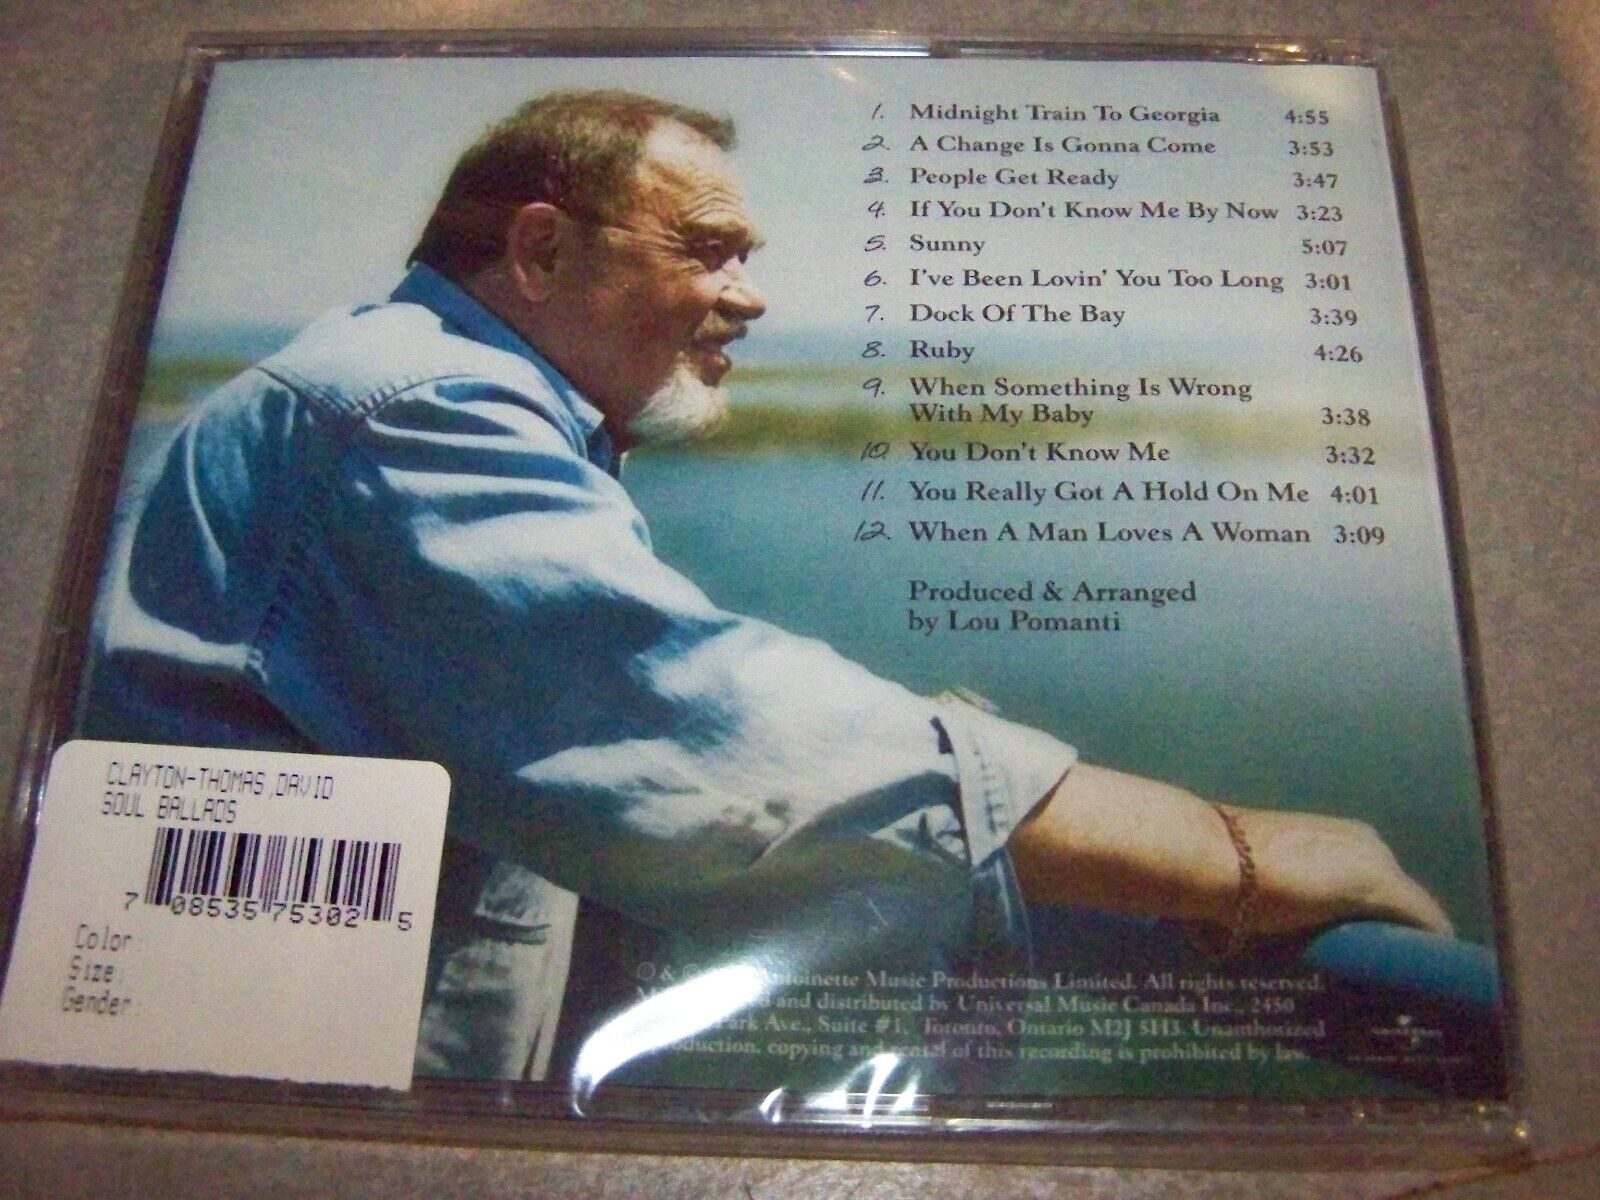 1. Midnight Train To Georgia 4:55
2. A Change Is Gonna Come 3:53
3. People Get Ready 3:47
4. If You Don't Know Me By Now 3:23
5. Sunny 5:07
6. I've Been Lovin' You Too Long 3:01
7. Dock Of The Bay 3:39
8. Ruby 4:26
9. When Something Is Wrong
With My Baby 3:38
10. You Don't Know Me 3:32
11. You Really Got A Hold On Me 4:01
12. When A Man Loves A Woman 3:09
Produced & Arranged
by Lou Pomanti
CLAYTON-THOMAS,DAVID
SOUL BALLADS
7 08535 75302 5
Color:
Size:
Gender:
& Music Productions Limited. All rights reserved.
and distributed by Universal Music Canada Inc., 2450
Park Ave., Suite #1, Toronto, Ontario M2J 5H3. Unauthorized
copying and rental of this recording is prohibited by law.
UNIVERSAL